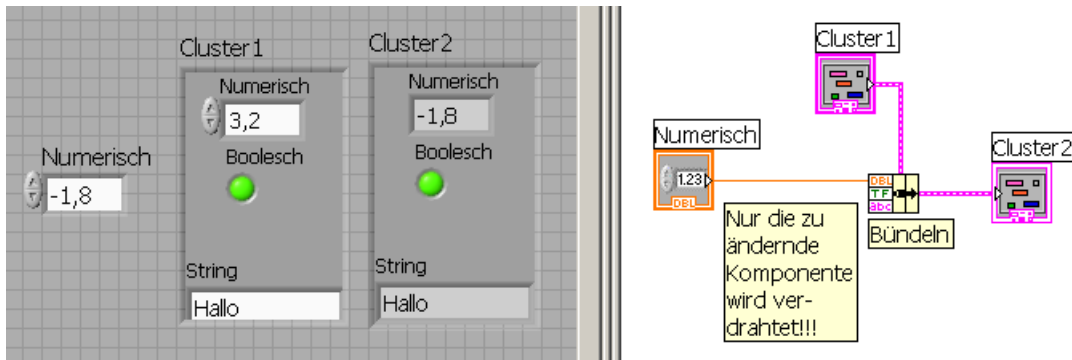 Cluster1
Numerisch
3,2
Boolesch
String
Hallo
Cluster2
Numerisch
-1,8
Boolesch
String
Hallo
Numerisch
-1,8
Cluster1
Numerisch
1.23
DBL
DBL
TF
abc
Bündeln
Cluster2
Nur die zu
ändernde
Komponente
wird ver-
drahtet!!!